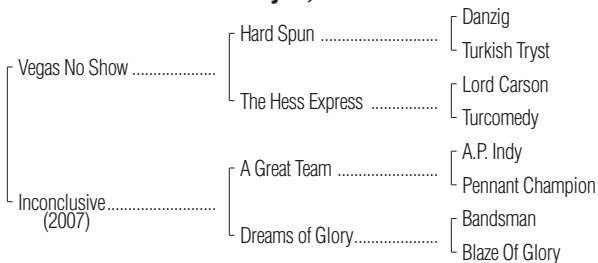 Danzig
Hard Spun ........................
Turkish Tryst
Vegas No Show .....................
Lord Carson
The Hess Express .................
Turcomedy
A.P. Indy
A Great Team .........................
Pennant Champion
Inconclusive...........................
(2007)
Bandsman
Dreams of Glory.....................
Blaze Of Glory